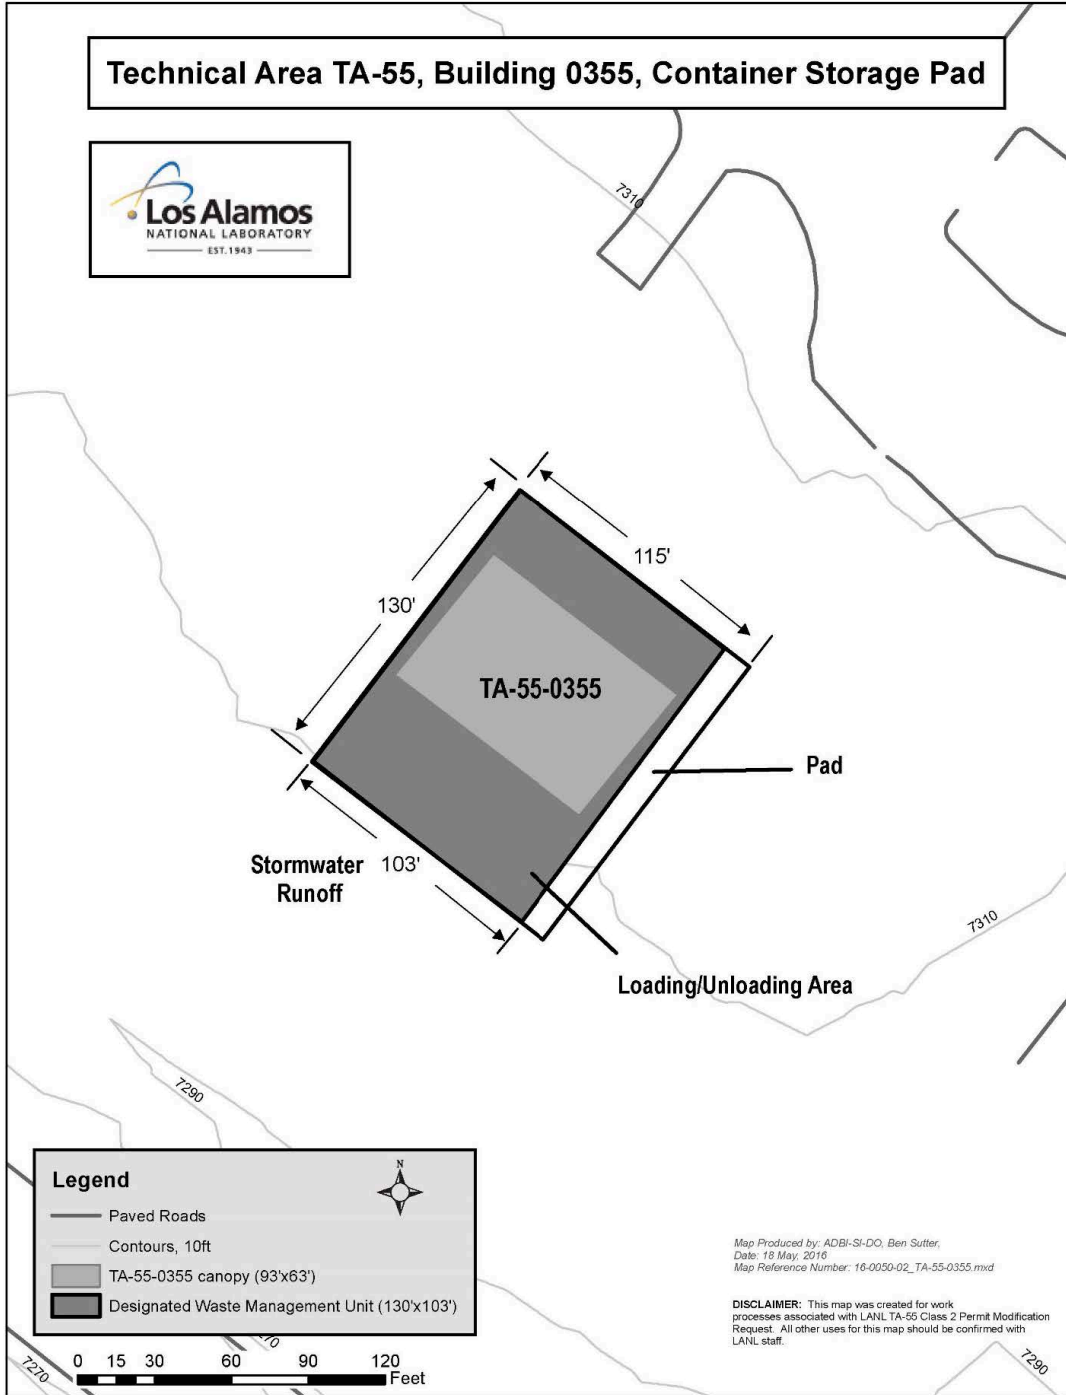 Technical Area TA-55, Building 0355, Container Storage Pad
Los Alamos
NATIONAL LABORATORY
EST. 1943
7310
115'
130'
TA-55-0355
Pad
Stormwater
Runoff
103'
7310
Loading/Unloading Area
7290
Legend
N
Paved Roads
Contours, 10ft
TA-55-0355 canopy (93'x63')
Designated Waste Management Unit (130'x103')
Map Produced by: ADBI-SI-DO, Ben Sutter,
Date: 18 May, 2016
Map Reference Number: 16-0050-02_TA-55-0355.mxd
DISCLAIMER: This map was created for work
processes associated with LANL TA-55 Class 2 Permit Modification
Request. All other uses for this map should be confirmed with
LANL staff.
7290
7270
0 15 30 60 90 120
Feet